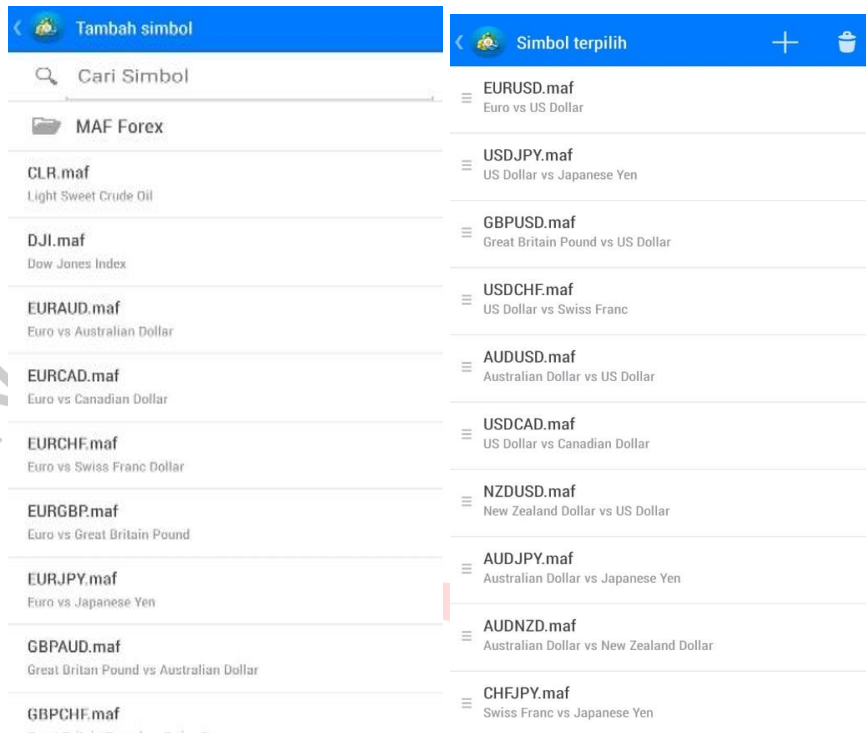 Tambah simbol
Cari Simbol
MAF Forex
CLR.maf
Light Sweet Crude Oil
DJI.maf
Dow Jones Index
EURAUD.maf
Euro vs Australian Dollar
EURCAD.maf
Euro vs Canadian Dollar
EURCHF.maf
Euro vs Swiss Franc Dollar
EURGBP.maf
Euro vs Great Britain Pound
EURJPY.maf
Euro vs Japanese Yen
GBPAUD.maf
Great Britan Pound vs Australian Dollar
GBPCHF.maf
Simbol terpilih
EURUSD.maf
Euro vs US Dollar
USDJPY.maf
US Dollar vs Japanese Yen
GBPUSD.maf
Great Britain Pound vs US Dollar
USDCHF.maf
US Dollar vs Swiss Franc
AUDUSD.maf
Australian Dollar vs US Dollar
USDCAD.maf
US Dollar vs Canadian Dollar
NZDUSD.maf
New Zealand Dollar vs US Dollar
AUDJPY.maf
Australian Dollar vs Japanese Yen
AUDNZD.maf
Australian Dollar vs New Zealand Dollar
CHFJPY.maf
Swiss Franc vs Japanese Yen